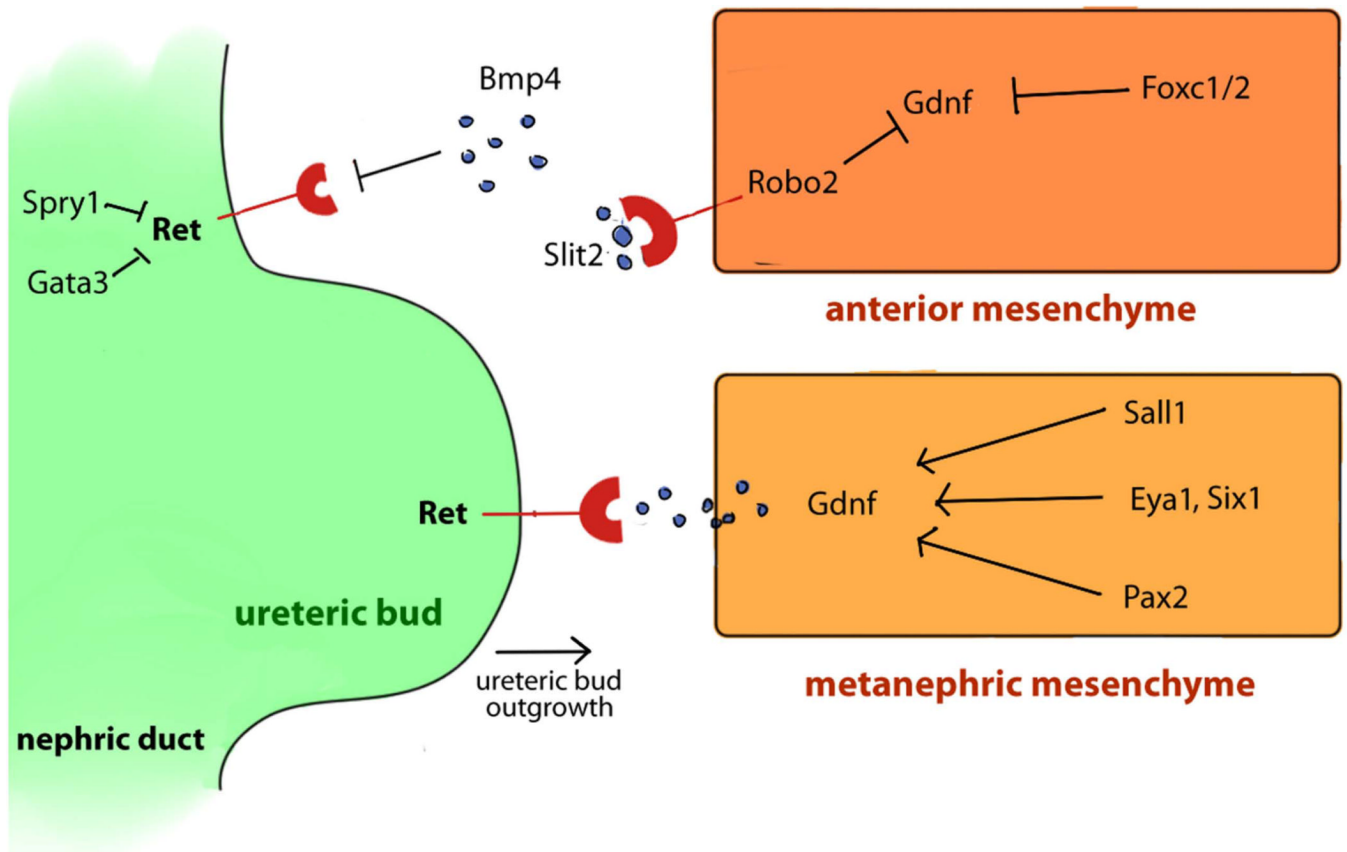 Bmp4
Foxc1/2
Gdnf
Robo2
Spry1
Ret
Slit2
Gata3
anterior mesenchyme
Sall1
Ret
Gdnf
Eya1, Six1
Pax2
ureteric bud
ureteric bud
outgrowth
metanephric mesenchyme
nephric duct